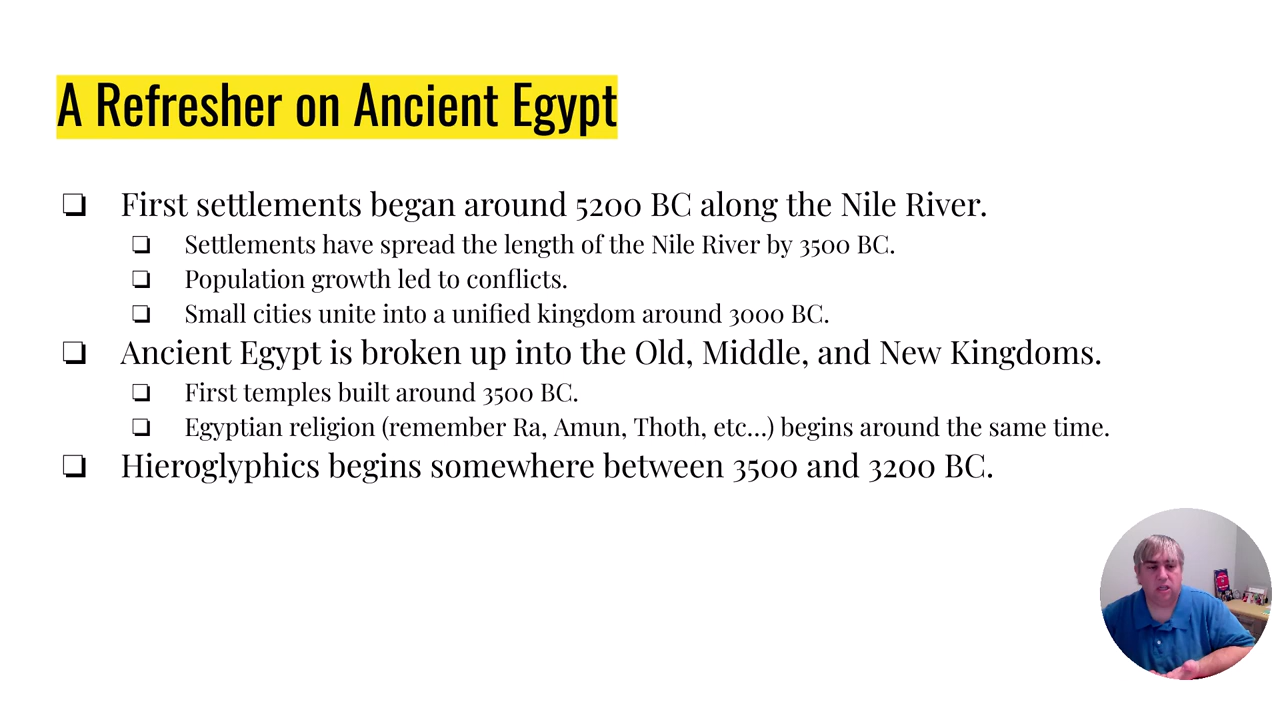 A Refresher on Ancient Egypt
❏ First settlements began around 5200 BC along the Nile River.
❏ Settlements have spread the length of the Nile River by 3500 BC.
❏ Population growth led to conflicts.
❏ Small cities unite into a unified kingdom around 3000 BC.
❏ Ancient Egypt is broken up into the Old, Middle, and New Kingdoms.
❏ First temples built around 3500 BC.
❏ Egyptian religion (remember Ra, Amun, Thoth, etc...) begins around the same time.
❏ Hieroglyphics begins somewhere between 3500 and 3200 BC.